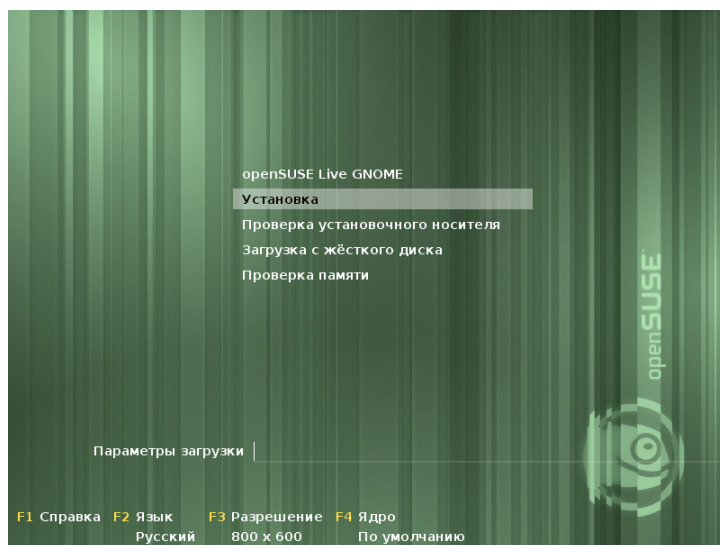 openSUSE Live GNOME
Установка
Проверка установочного носителя
Загрузка с жёсткого диска
Проверка памяти
openSUSE
Параметры загрузки
F1 Справка F2 Язык F3 Разрешение F4 Ядро
Русский 800 x 600 По умолчанию